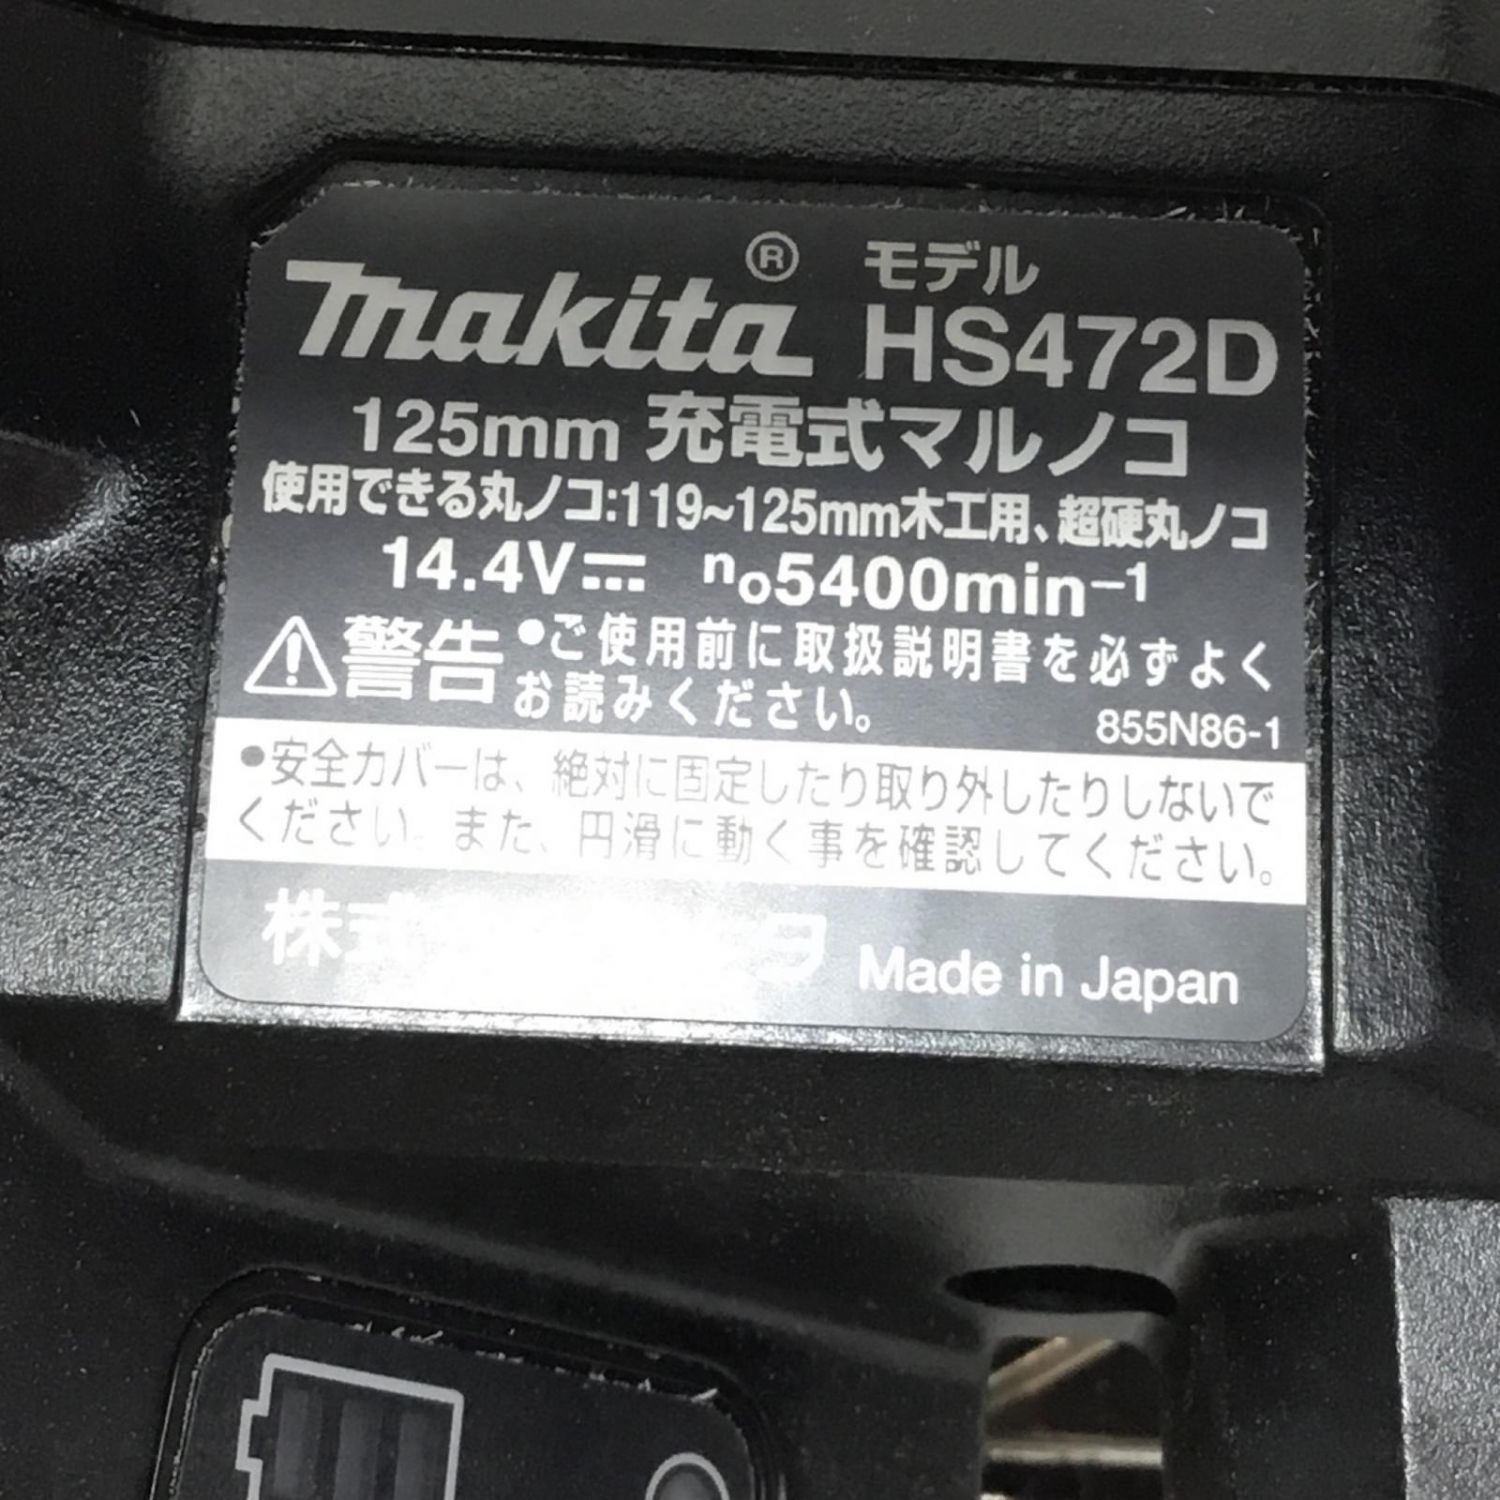 makita® モデル
HS472D
125mm 充電式マルノコ
使用できる丸ノコ:119~125mm木工用、超硬丸ノコ
14.4V⎓ no5400min⁻¹
⚠警告 •ご使用前に取扱説明書を必ずよく
お読みください。
855N86-1
•安全カバーは、絶対に固定したり取り外したりしないで
ください。また、円滑に動く事を確認してください。
株式
Made in Japan